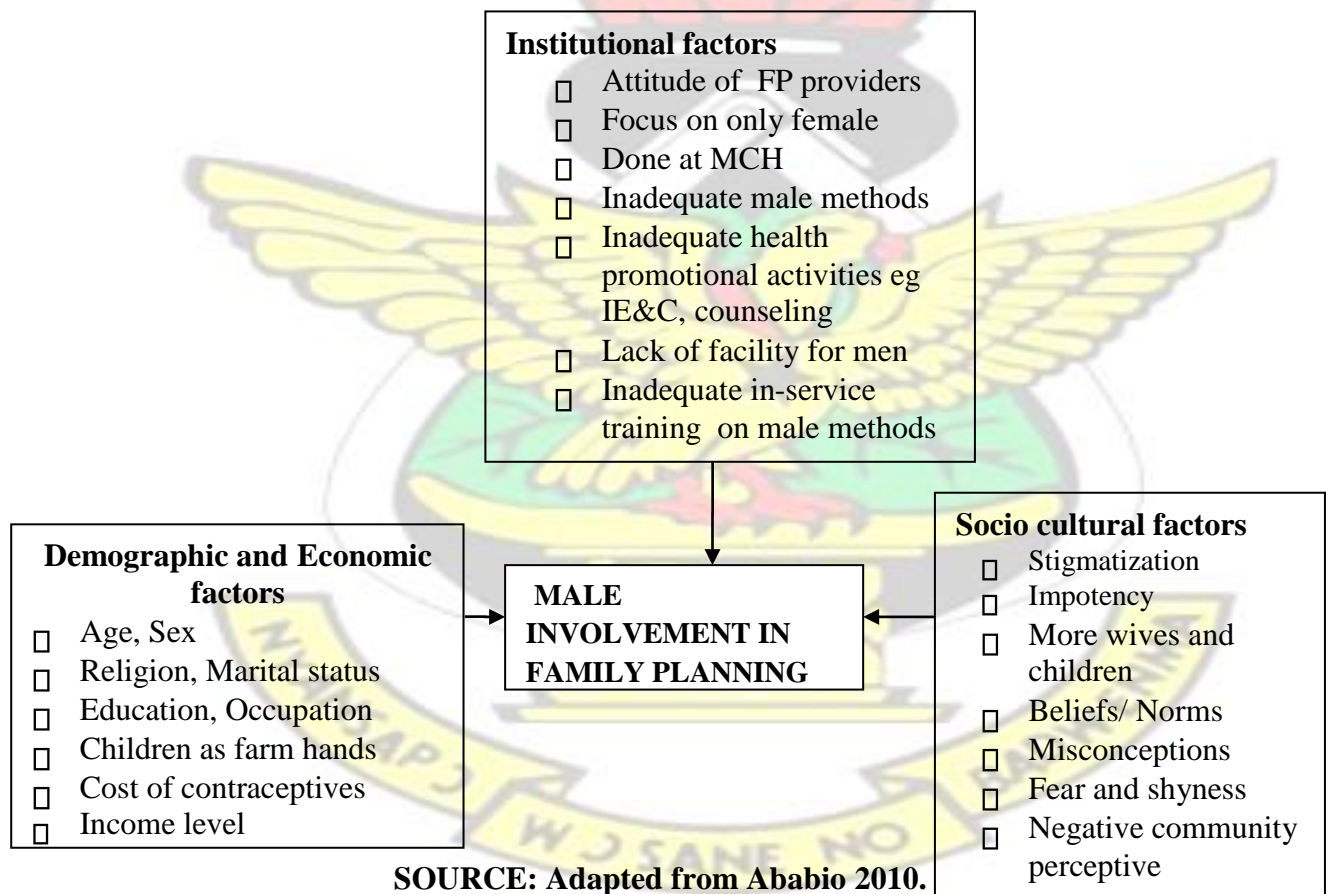 Institutional factors
Attitude of FP providers
Focus on only female
Done at MCH
Inadequate male methods
Inadequate health
promotional activities eg
IE&C, counseling
Lack of facility for men
Inadequate in-service
training on male methods
Demographic and Economic
factors
Age, Sex
Religion, Marital status
Education, Occupation
Children as farm hands
Cost of contraceptives
Income level
MALE
INVOLVEMENT IN
FAMILY PLANNING
Socio cultural factors
Stigmatization
Impotency
More wives and
children
Beliefs/ Norms
Misconceptions
Fear and shyness
Negative community
perceptive
W Ɔ SANE NO
SOURCE: Adapted from Ababio 2010.